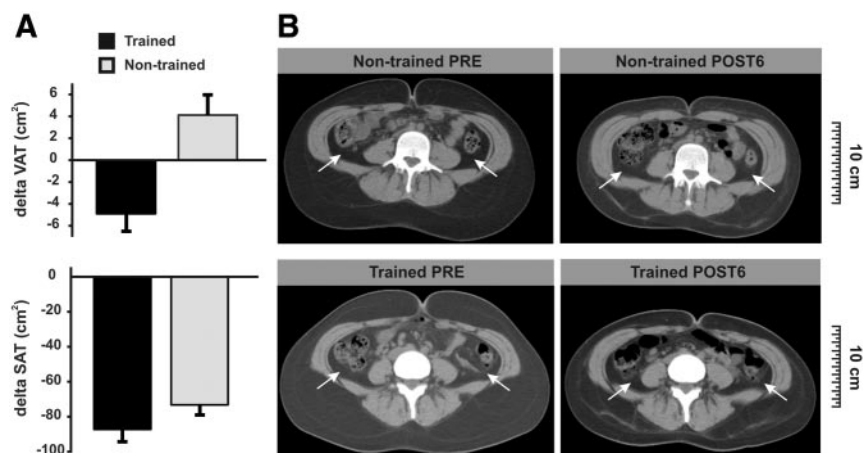 A
Trained
Non-trained
delta VAT (cm²)
6
4
2
0
-2
-4
-6
delta SAT (cm²)
0
-20
-40
-60
-80
-100
B
Non-trained PRE
Non-trained POST6
10 cm
Trained PRE
Trained POST6
10 cm